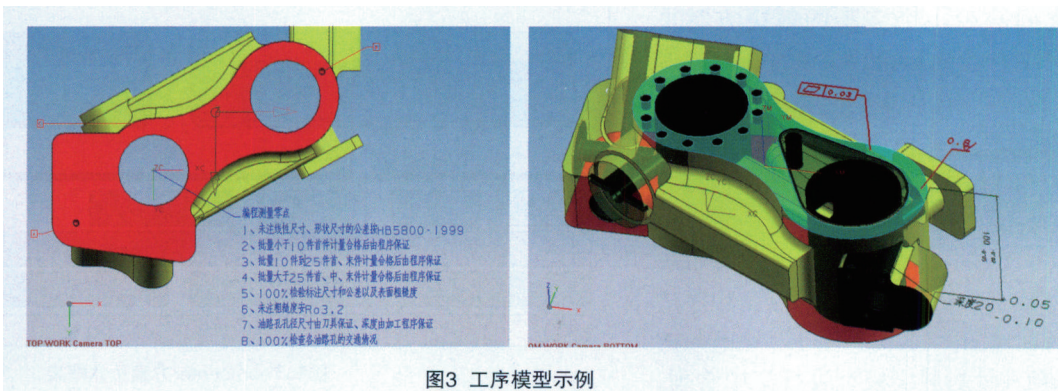 编程测量零点
1、未注线性尺寸、形状尺寸的公差按HB5800-1999
2、批量小于10件首件计量合格后由程序保证
3、批量10件到25件首、末件计量合格后由程序保证
4、批量大于25件首、中、末件计量合格后由程序保证
5、100%检验标注尺寸和公差以及表面粗糙度
6、未注粗糙度安Ra3.2
7、油路孔孔径尺寸由刀具保证、深度由加工程序保证
8、100%检查各油路孔的交通情况
TOP WORK Camera TOP
0.03
0.8
100
深度20
-0.05
-0.10
OM WORK Camera BOTTOM
图3 工序模型示例